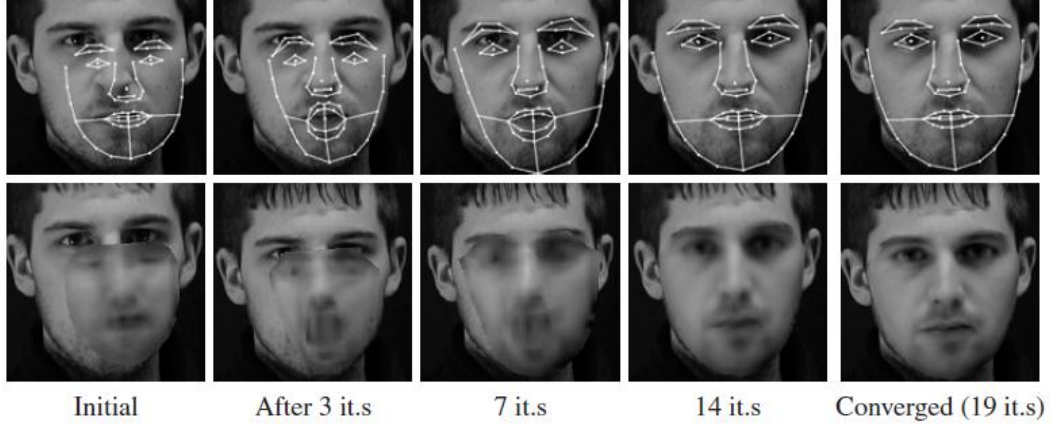 Initial
After 3 it.s
7 it.s
14 it.s
Converged (19 it.s)